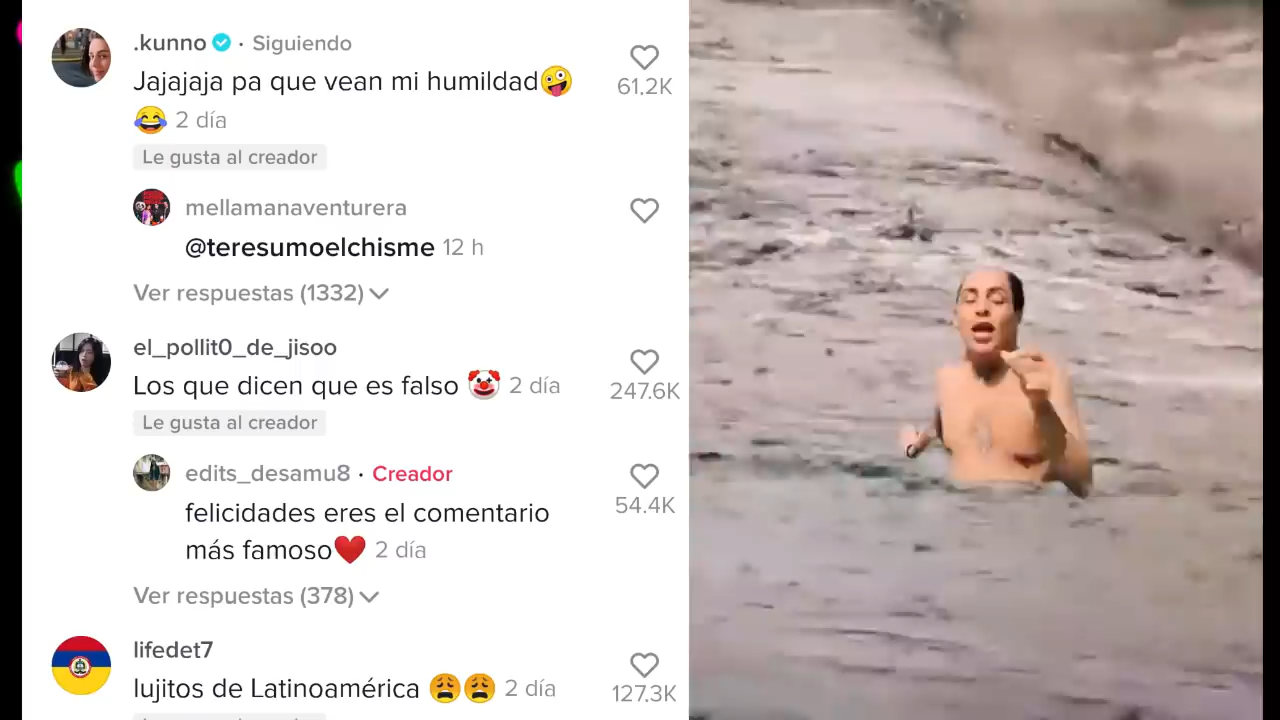 .kunno · Siguiendo
Jajajaja pa que vean mi humildad🤪
😂 2 día
61.2K
Le gusta al creador
mellamanaventurera
@teresumoelchisme 12 h
Ver respuestas (1332)
el_pollit0_de_jisoo
Los que dicen que es falso 🤡 2 día
247.6K
Le gusta al creador
edits_desamu8 · Creador
felicidades eres el comentario
más famoso❤️ 2 día
54.4K
Ver respuestas (378)
lifedet7
lujitos de Latinoamérica 😩😩 2 día
127.3K